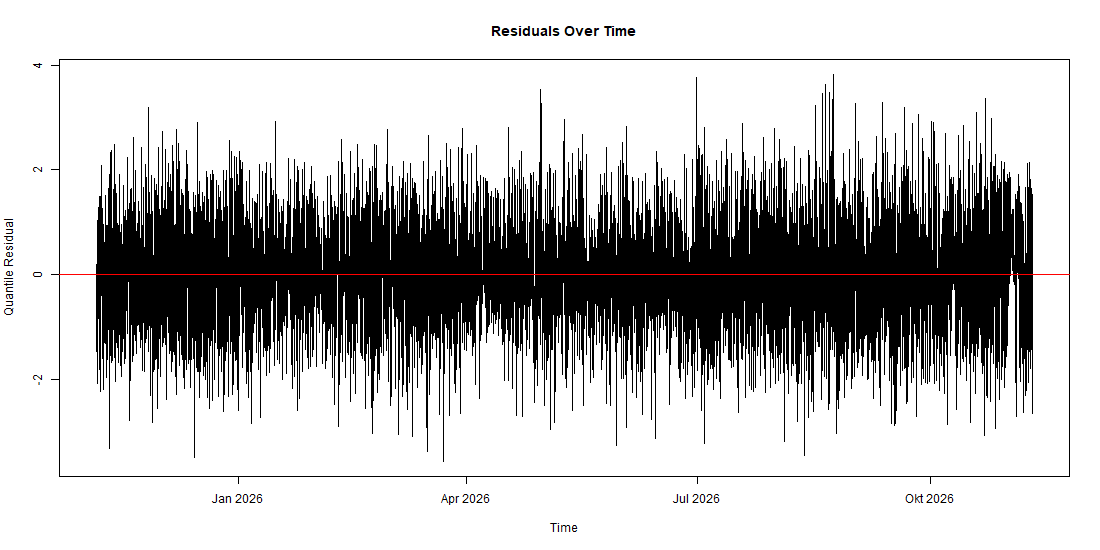 Residuals Over Time
4
2
0
-2
Quantile Residual
Jan 2026
Apr 2026
Jul 2026
Okt 2026
Time